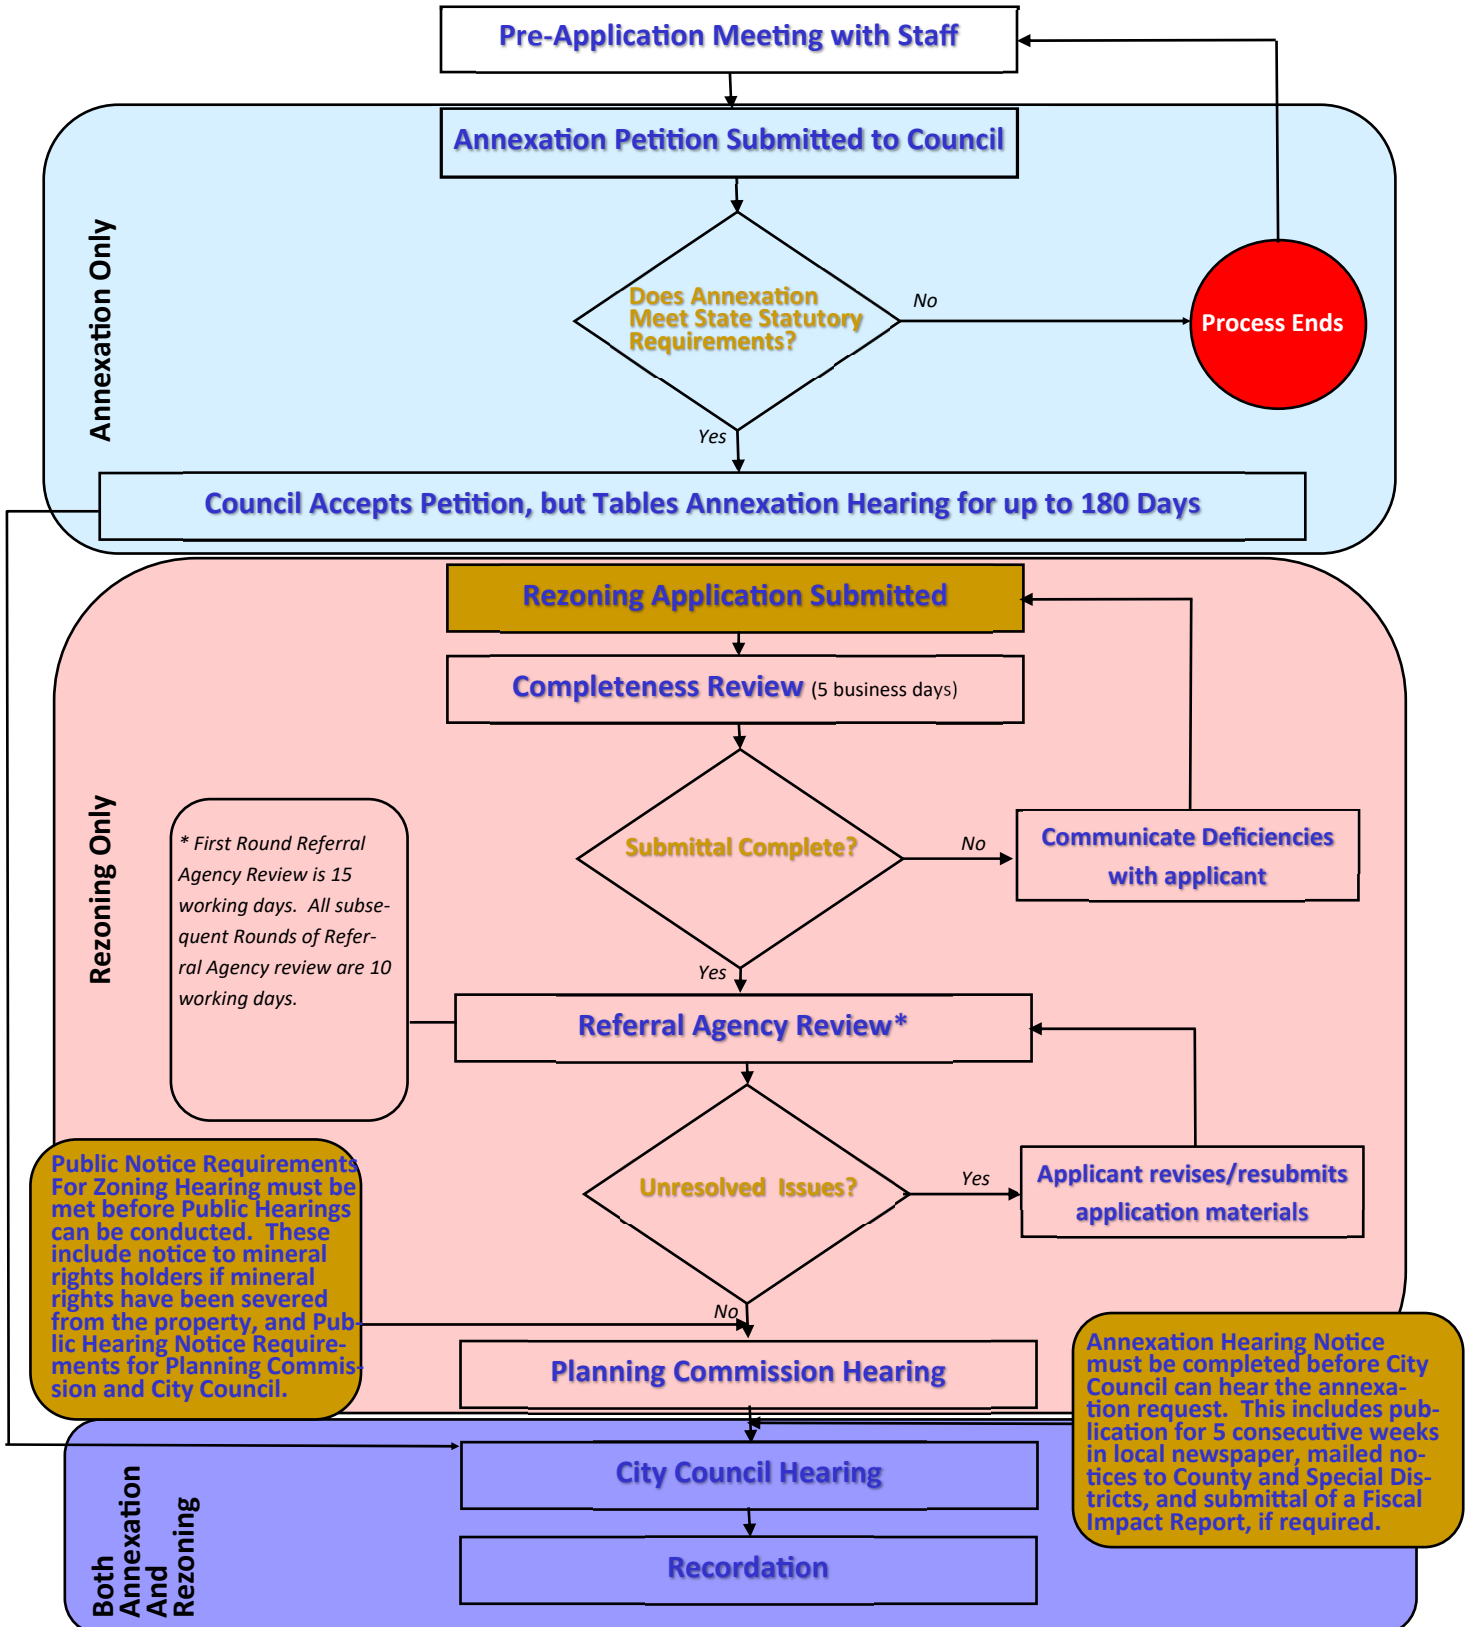 Pre-Application Meeting with Staff
Annexation Petition Submitted to Council
Annexation Only
Does Annexation
Meet State Statutory
Requirements?
No
Process Ends
Yes
Council Accepts Petition, but Tables Annexation Hearing for up to 180 Days
Rezoning Application Submitted
Completeness Review (5 business days)
Rezoning Only
Submittal Complete?
No
Communicate Deficiencies
with applicant
* First Round Referral
Agency Review is 15
working days.  All subse-
quent Rounds of Refer-
ral Agency review are 10
working days.
Yes
Referral Agency Review*
Unresolved  Issues?
Yes
Applicant revises/resubmits
application materials
Public Notice Requirements
For Zoning Hearing must be
met before Public Hearings
can be conducted.  These
include notice to mineral
rights holders if mineral
rights have been severed
from the property, and Pub-
lic Hearing Notice Require-
ments for Planning Commis-
sion and City Council.
No
Planning Commission Hearing
Annexation Hearing Notice
must be completed before City
Council can hear the annexa-
tion request.  This includes pub-
lication for 5 consecutive weeks
in local newspaper, mailed no-
tices to County and Special Dis-
tricts, and submittal of a Fiscal
Impact Report, if required.
City Council Hearing
Both
Annexation
And
Rezoning
Recordation